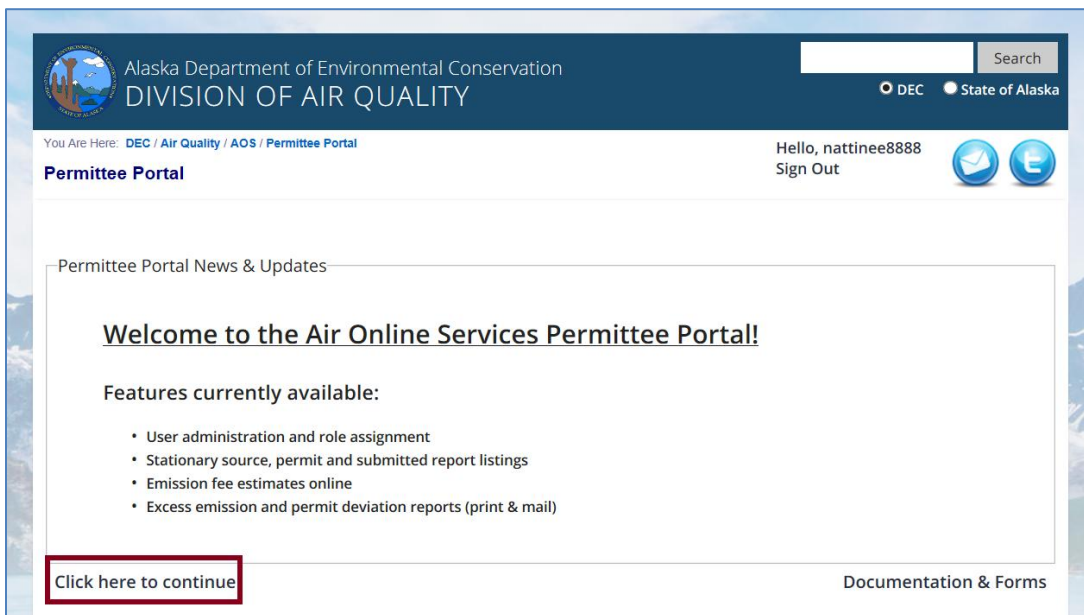 Alaska Department of Environmental Conservation
DIVISION OF AIR QUALITY
Search
DEC State of Alaska
You Are Here: DEC / Air Quality / AOS / Permittee Portal
Permittee Portal
Hello, nattinee8888
Sign Out
Permittee Portal News & Updates
Welcome to the Air Online Services Permittee Portal!
Features currently available:
• User administration and role assignment
• Stationary source, permit and submitted report listings
• Emission fee estimates online
• Excess emission and permit deviation reports (print & mail)
Click here to continue
Documentation & Forms